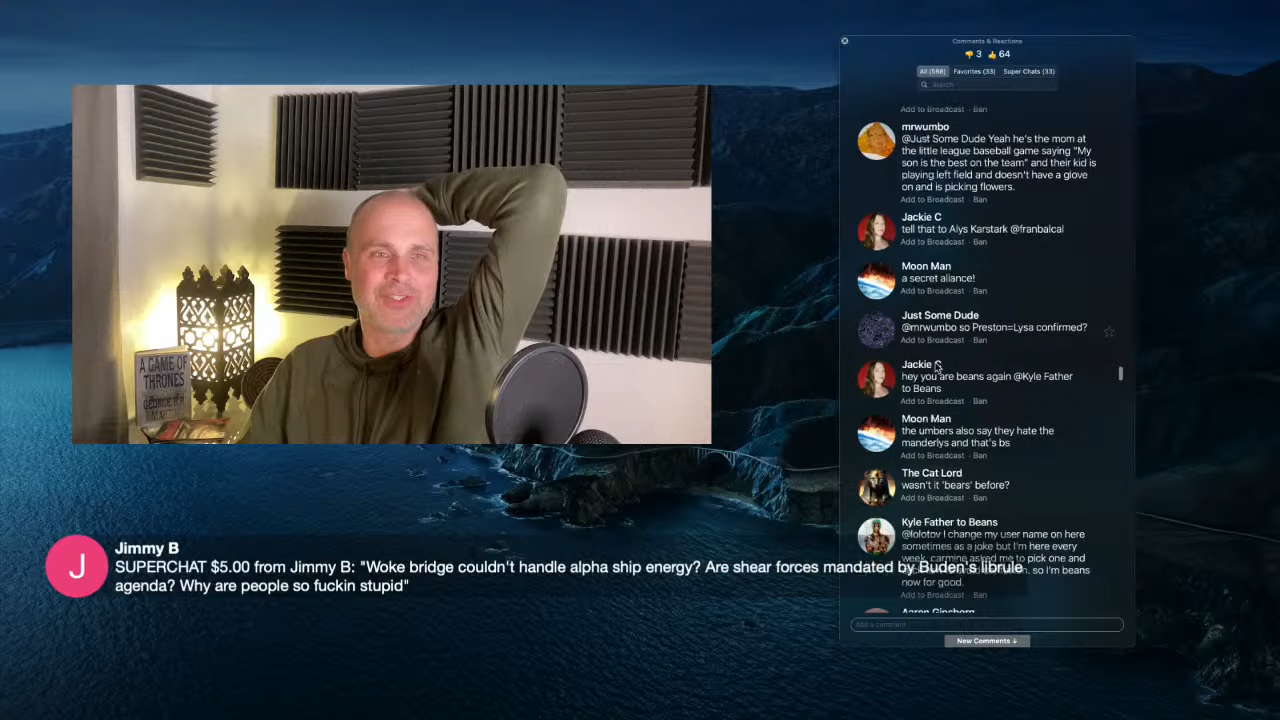 Comments & Reactions
👎 3 👍 64
All (598) Favorites (33) Super Chats (33)
Search
Add to Broadcast - Ban
mrwumbo
@Just Some Dude Yeah he's the mom at
the little league baseball game saying "My
son is the best on the team" and their kid is
playing left field and doesn't have a glove
on and is picking flowers.
Add to Broadcast - Ban
Jackie C
tell that to Alys Karstark @franbalcal
Add to Broadcast - Ban
Moon Man
a secret aliance!
Add to Broadcast - Ban
Just Some Dude
@mrwumbo so Preston=Lysa confirmed?
Add to Broadcast - Ban
Jackie C
hey you are beans again @Kyle Father
to Beans
Add to Broadcast - Ban
Moon Man
the umbers also say they hate the
manderlys and that's bs
Add to Broadcast - Ban
The Cat Lord
wasn't it 'bears' before?
Add to Broadcast - Ban
Kyle Father to Beans
@lolotov I change my user name on here
sometimes as a joke but I'm here every
week, carmine asked me to pick one and
so I'm beans
now for good.
Add to Broadcast - Ban
Aaron Ginsberg
Add a comment
New Comments ↓
A GAME OF
THRONES
GEORGE R.R.
MARTIN
J
Jimmy B
SUPERCHAT $5.00 from Jimmy B: "Woke bridge couldn't handle alpha ship energy? Are shear forces mandated by Buden's librule
agenda? Why are people so fuckin stupid"